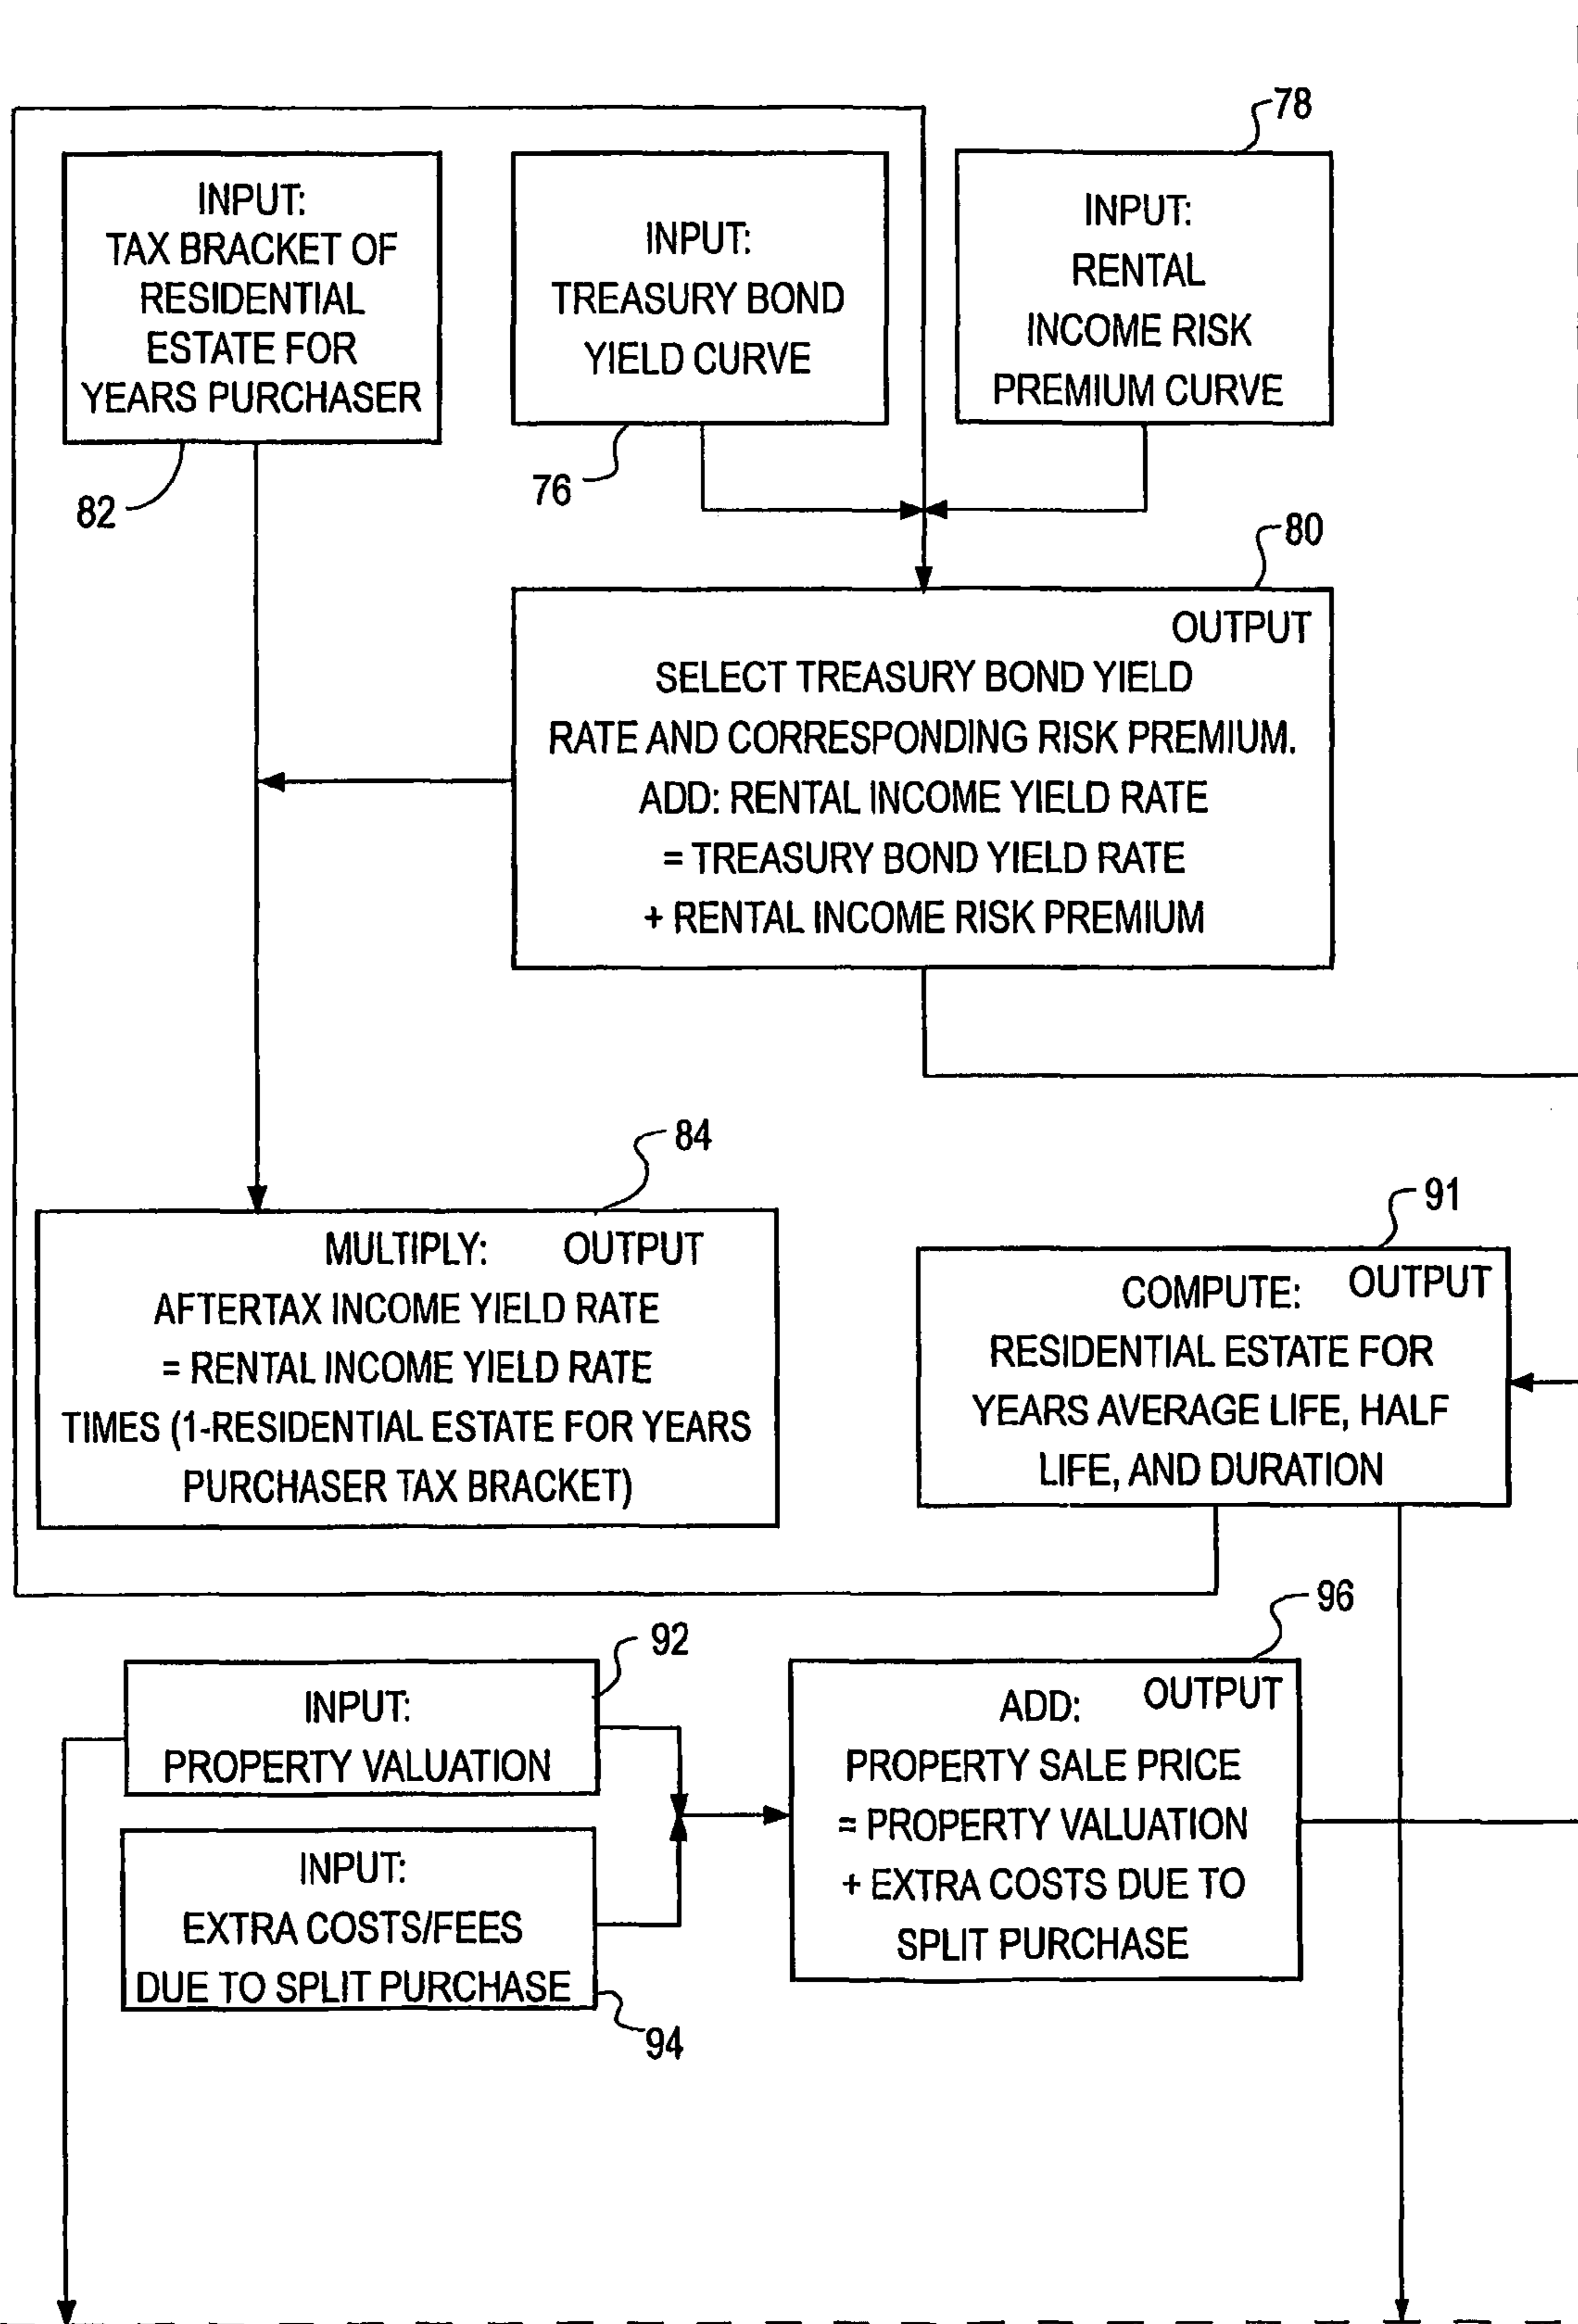 78
INPUT:
TAX BRACKET OF
RESIDENTIAL
ESTATE FOR
YEARS PURCHASER
82
INPUT:
TREASURY BOND
YIELD CURVE
76
INPUT:
RENTAL
INCOME RISK
PREMIUM CURVE
80
OUTPUT
SELECT TREASURY BOND YIELD
RATE AND CORRESPONDING RISK PREMIUM.
ADD: RENTAL INCOME YIELD RATE
= TREASURY BOND YIELD RATE
+ RENTAL INCOME RISK PREMIUM
84
MULTIPLY: OUTPUT
AFTERTAX INCOME YIELD RATE
= RENTAL INCOME YIELD RATE
TIMES (1-RESIDENTIAL ESTATE FOR YEARS
PURCHASER TAX BRACKET)
91
COMPUTE: OUTPUT
RESIDENTIAL ESTATE FOR
YEARS AVERAGE LIFE, HALF
LIFE, AND DURATION
92
INPUT:
PROPERTY VALUATION
INPUT:
EXTRA COSTS/FEES
DUE TO SPLIT PURCHASE
94
96
ADD: OUTPUT
PROPERTY SALE PRICE
= PROPERTY VALUATION
+ EXTRA COSTS DUE TO
SPLIT PURCHASE